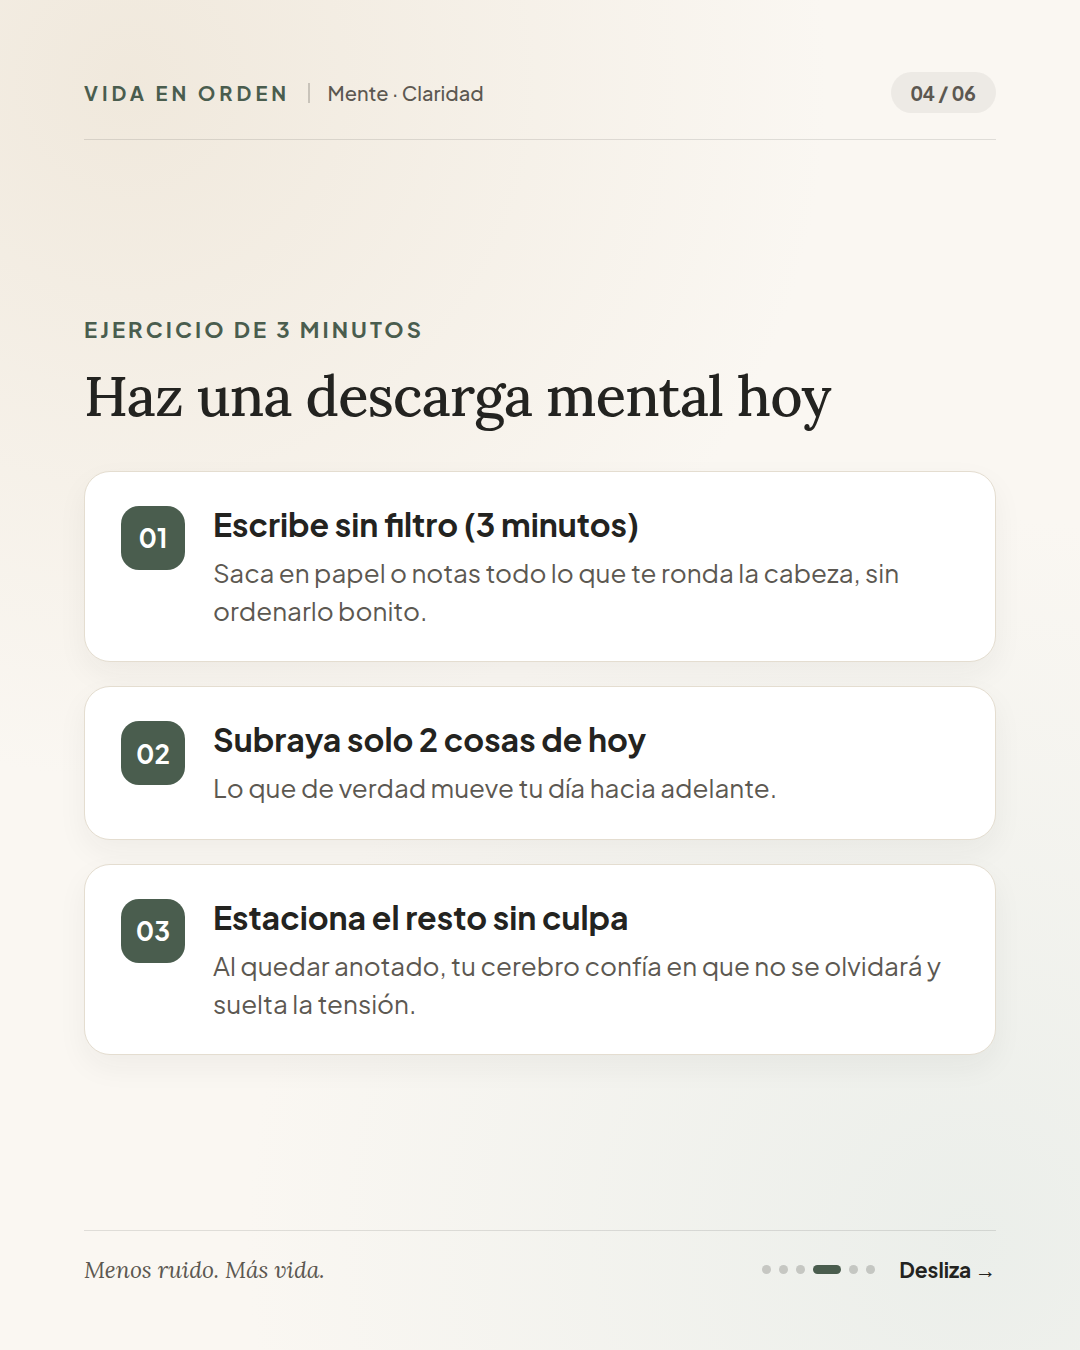 VIDA EN ORDEN | Mente · Claridad
04 / 06
EJERCICIO DE 3 MINUTOS
Haz una descarga mental hoy
01
Escribe sin filtro (3 minutos)
Saca en papel o notas todo lo que te ronda la cabeza, sin
ordenarlo bonito.
02
Subraya solo 2 cosas de hoy
Lo que de verdad mueve tu día hacia adelante.
03
Estaciona el resto sin culpa
Al quedar anotado, tu cerebro confía en que no se olvidará y
suelta la tensión.
Menos ruido. Más vida.
Desliza →